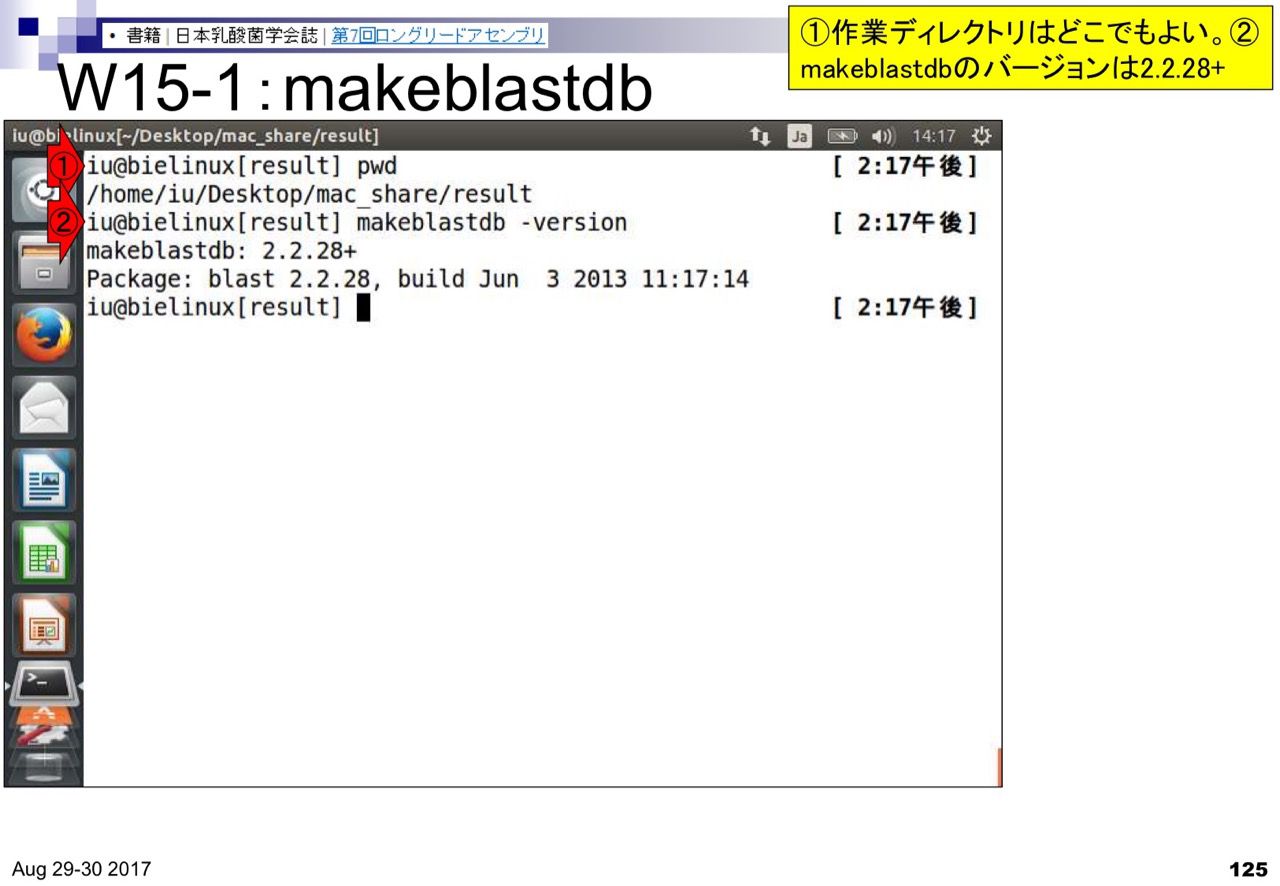 • 書籍 | 日本乳酸菌学会誌 | 第7回ロングリードアセンブリ
①作業ディレクトリはどこでもよい。②
makeblastdbのバージョンは2.2.28+
W15-1：makeblastdb
iu@bielinux[~/Desktop/mac_share/result] Ja 14:17
① iu@bielinux[result] pwd [ 2:17午後]
/home/iu/Desktop/mac_share/result
② iu@bielinux[result] makeblastdb -version [ 2:17午後]
makeblastdb: 2.2.28+
Package: blast 2.2.28, build Jun  3 2013 11:17:14
iu@bielinux[result] [ 2:17午後]
Aug 29-30 2017
125